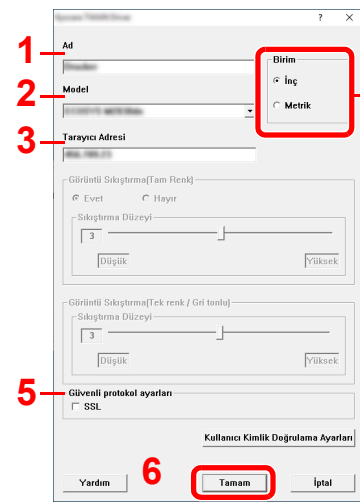 ? X
1
Ad
Birim
İnç
Metrik
2
Model
3
Tarayıcı Adresi
Görüntü Sıkıştırma(Tam Renk)
Evet Hayır
Sıkıştırma Düzeyi
3
Düşük Yüksek
Görüntü Sıkıştırma(Tek renk / Gri tonlu)
Sıkıştırma Düzeyi
3
Düşük Yüksek
5
Güvenli protokol ayarları
SSL
Kullanıcı Kimlik Doğrulama Ayarları
6
Yardım Tamam İptal